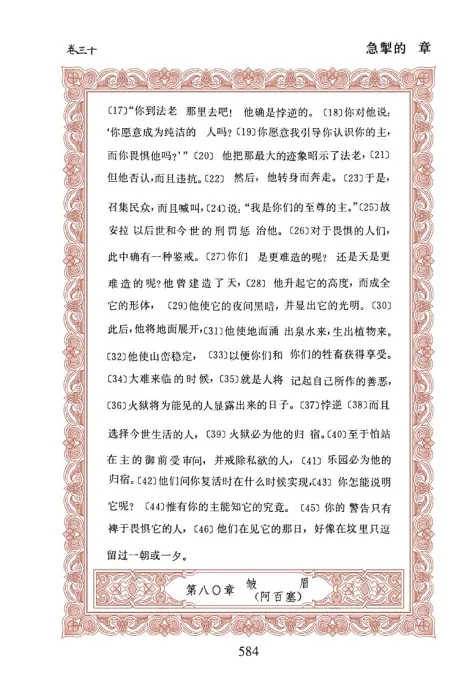 卷三十
急掣的 章
〔17〕“你到法老 那里去吧! 他确是悖逆的。〔18〕你对他说:
‘你愿意成为纯洁的 人吗?〔19〕你愿意我引导你认识你的主,
而你畏惧他吗?’”〔20〕 他把那最大的迹象昭示了法老,〔21〕
但他否认,而且违抗。〔22〕 然后,他转身而奔走。〔23〕于是,
召集民众,而且喊叫,〔24〕说:“我是你们的至尊的主。”〔25〕故
安拉 以后世和今世的刑罚惩 治他。〔26〕对于畏惧的人们,
此中确有一种鉴戒。〔27〕你们 是更难造的呢? 还是天是更
难造的呢?他曾建造了天,〔28〕 他升起它的高度,而成全
它的形体, 〔29〕他使它的夜间黑暗,并显出它的光明。〔30〕
此后,他将地面展开,〔31〕他使地面涌 出泉水来,生出植物来。
〔32〕他使山峦稳定, 〔33〕以便你们和 你们的牲畜获得享受。
〔34〕大难来临的时候,〔35〕就是人将 记起自己所作的善恶,
〔36〕火狱将为能见的人显露出来的日子。〔37〕悖逆〔38〕而且
选择今世生活的人,〔39〕火狱必为他的归 宿。〔40〕至于怕站
在主的御前受审问,并戒除私欲的人,〔41〕 乐园必为他的
归宿。〔42〕他们问你复活时在什么时候实现,〔43〕 你怎能说明
它呢? 〔44〕惟有你的主能知它的究竟。〔45〕你的 警告只有
裨于畏惧它的人,〔46〕他们在见它的那日,好像在坟里只逗
留过一朝或一夕。
第八〇章 皱 眉
(阿百塞)
584